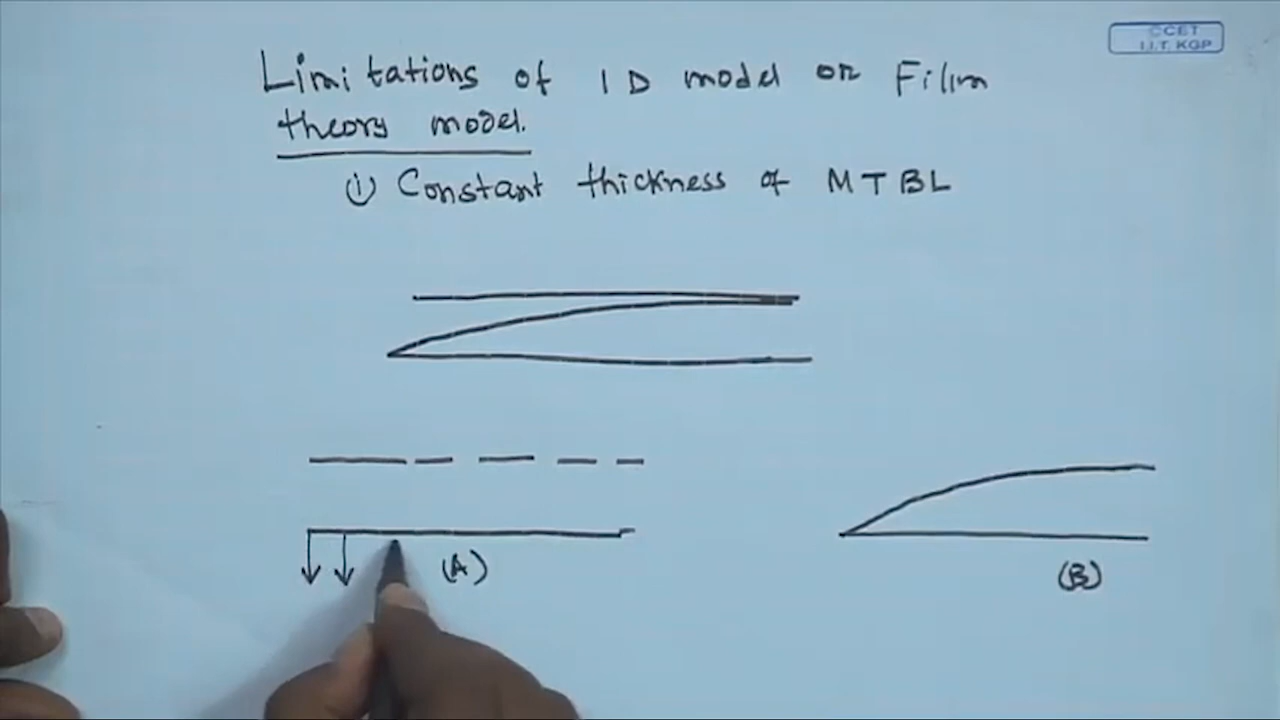 CCET
I.I.T. KGP
Limitations of 1D model or Film
theory model.
(i) Constant thickness of MTBL
(A)
(B)